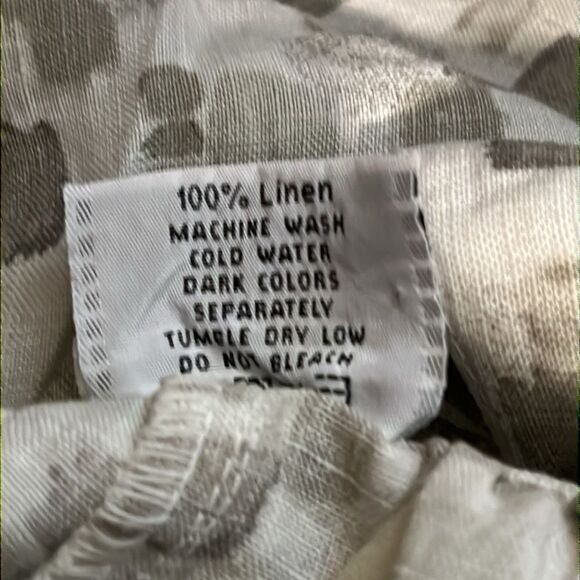 100% Linen
MACHINE WASH
COLD WATER
DARK COLORS
SEPARATELY
TUMBLE DRY LOW
DO NOT BLEACH